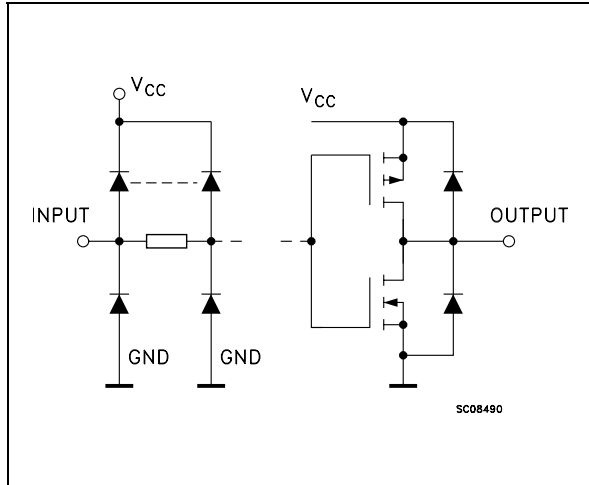 VCC
VCC
INPUT
OUTPUT
GND
GND
SC08490